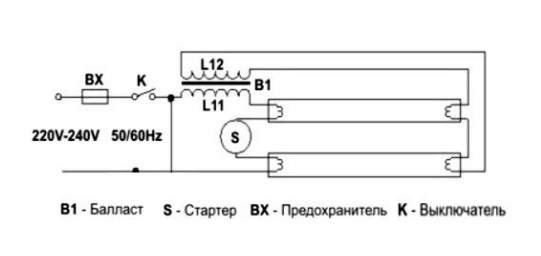 L12
BX K B1
L11
220V-240V 50/60Hz S
B1 - Балласт S - Стартер BX - Предохранитель K - Выключатель